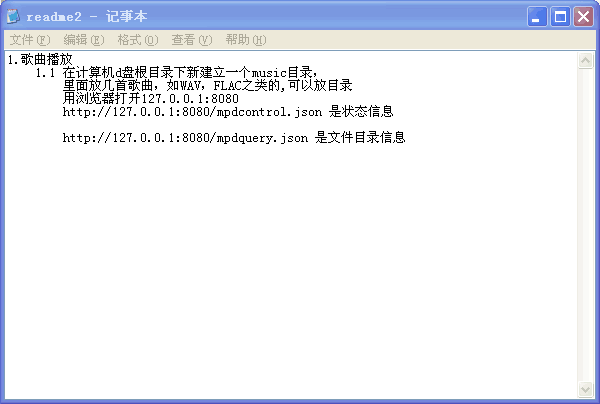 readme2 - 记事本
文件(F) 编辑(E) 格式(O) 查看(V) 帮助(H)
1.歌曲播放
1.1 在计算机d盘根目录下新建立一个music目录，
里面放几首歌曲，如WAV，FLAC之类的,可以放目录
用浏览器打开127.0.0.1:8080
http://127.0.0.1:8080/mpdcontrol.json 是状态信息
http://127.0.0.1:8080/mpdquery.json 是文件目录信息